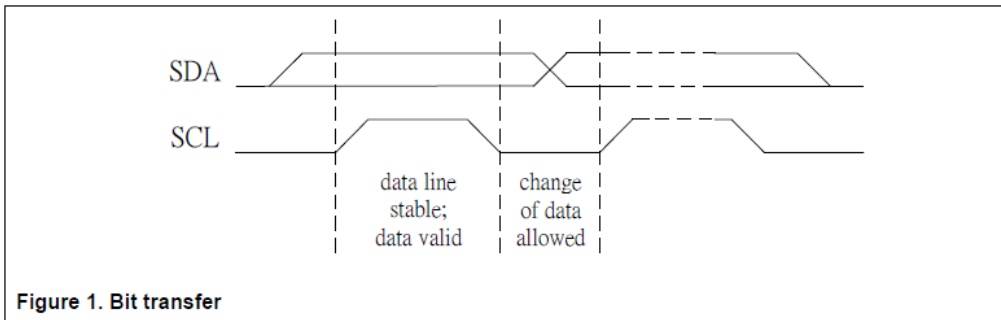 SDA
SCL
data line
stable;
data valid
change
of data
allowed
Figure 1. Bit transfer